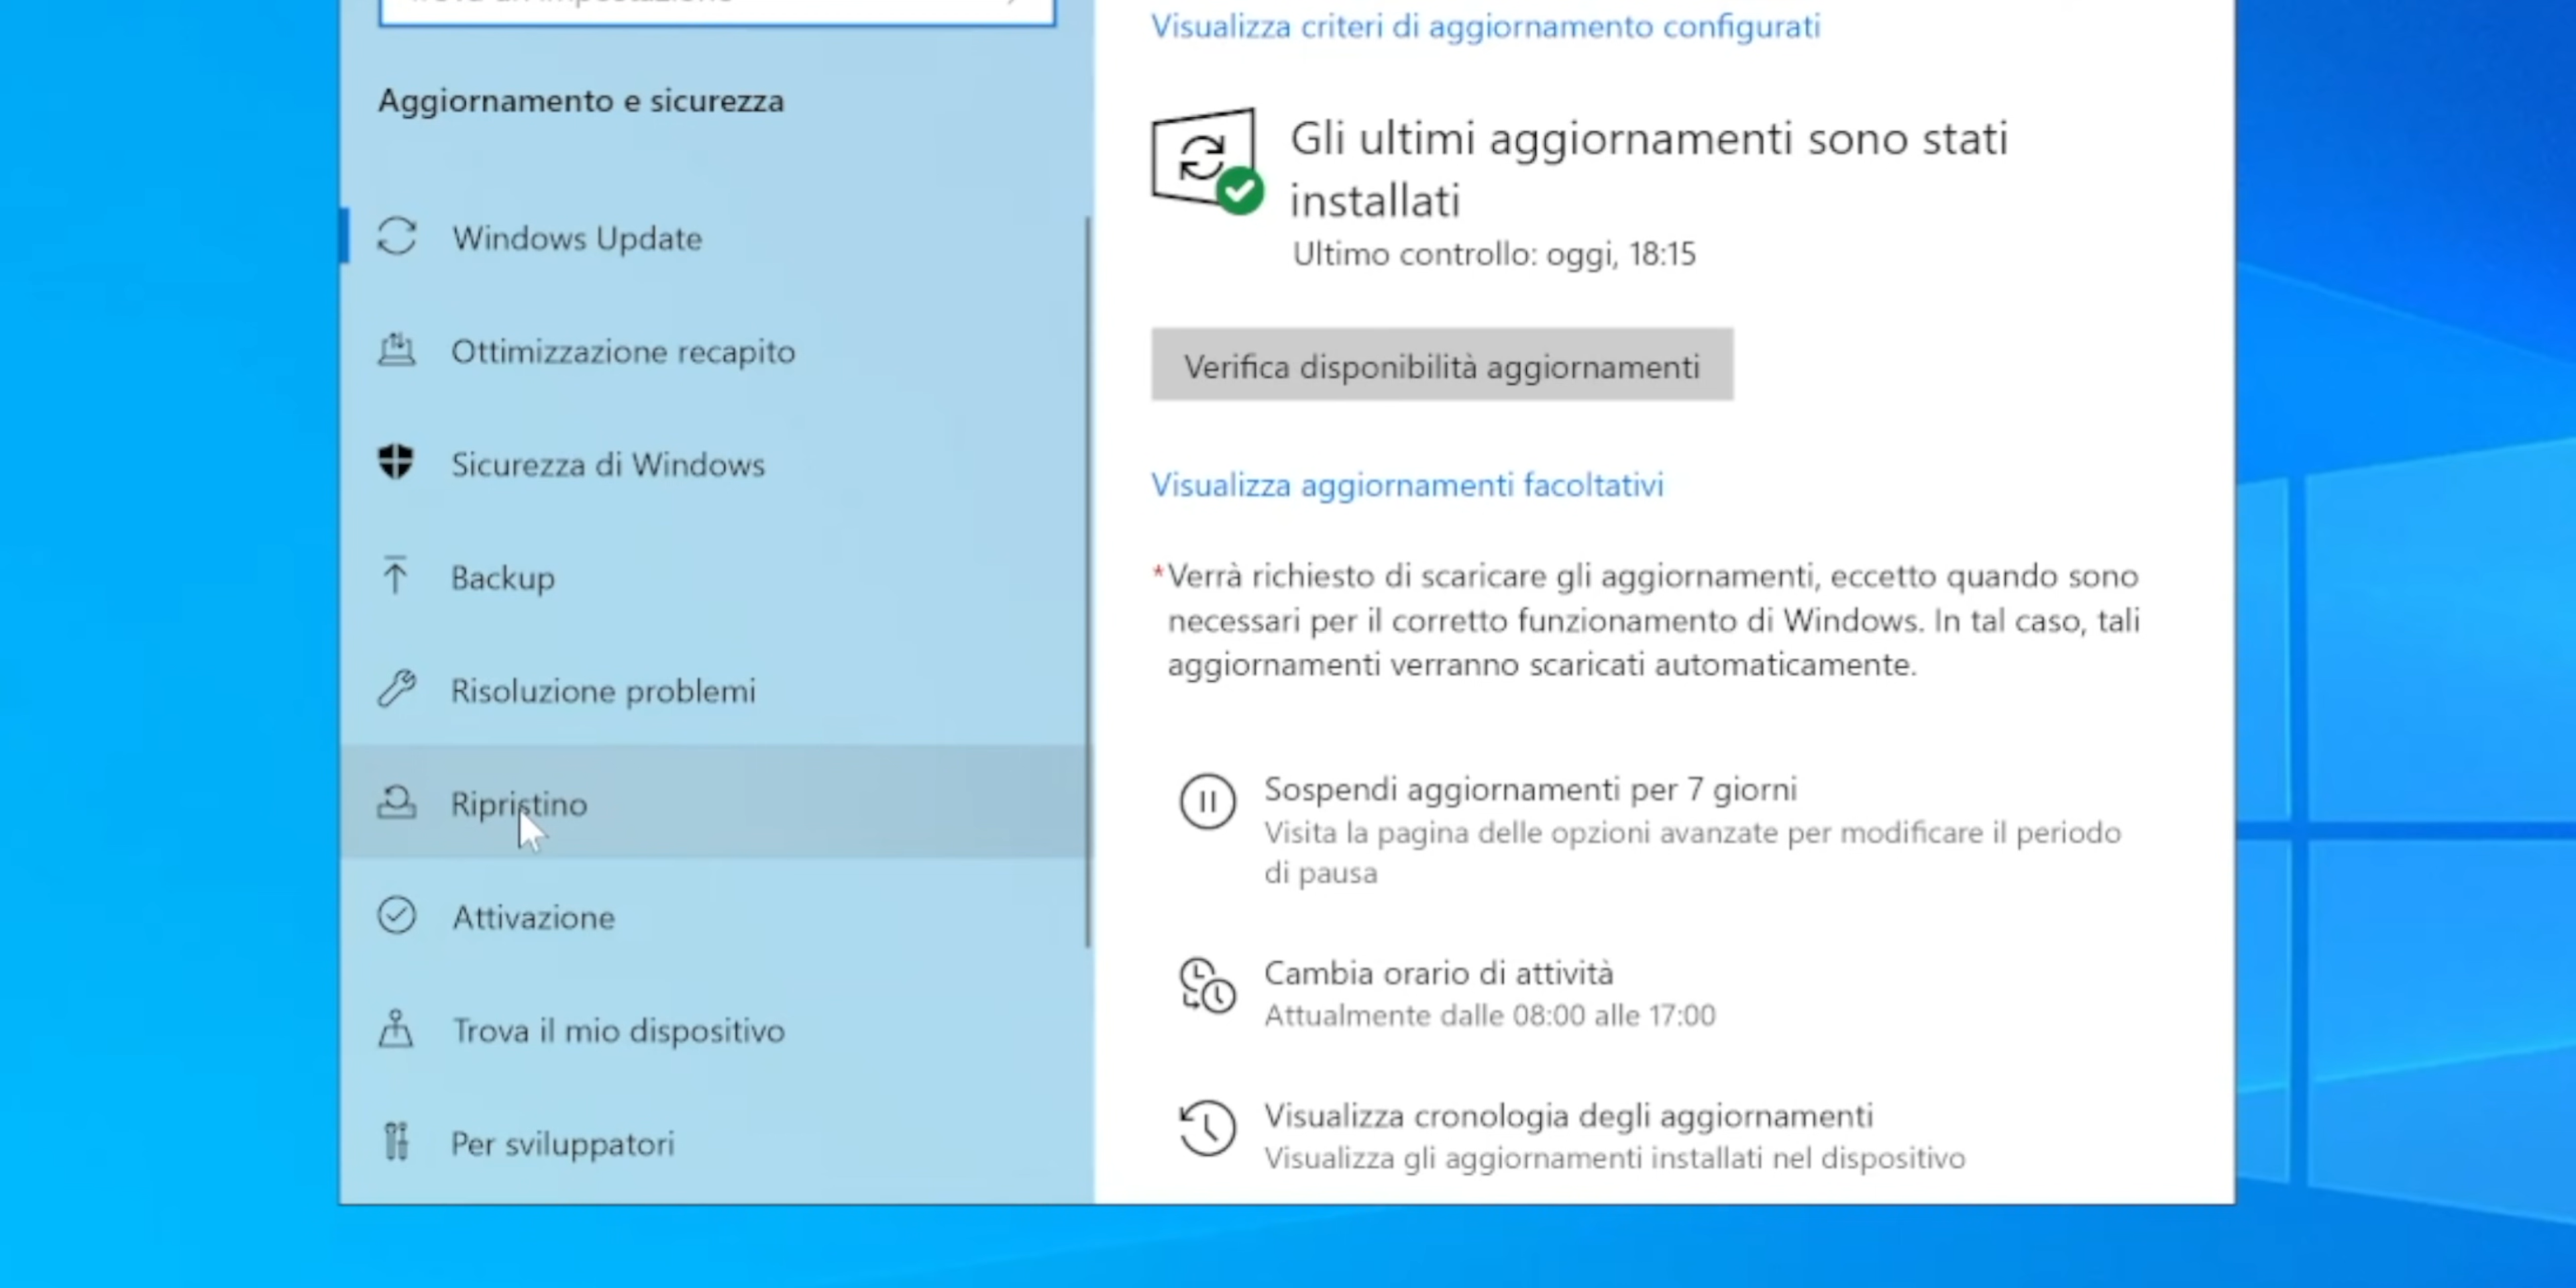 Aggiornamento e sicurezza
Windows Update
Ottimizzazione recapito
Sicurezza di Windows
Backup
Risoluzione problemi
Ripristino
Attivazione
Trova il mio dispositivo
Per sviluppatori
Visualizza criteri di aggiornamento configurati
Gli ultimi aggiornamenti sono stati
installati
Ultimo controllo: oggi, 18:15
Verifica disponibilità aggiornamenti
Visualizza aggiornamenti facoltativi
*Verrà richiesto di scaricare gli aggiornamenti, eccetto quando sono
necessari per il corretto funzionamento di Windows. In tal caso, tali
aggiornamenti verranno scaricati automaticamente.
Sospendi aggiornamenti per 7 giorni
Visita la pagina delle opzioni avanzate per modificare il periodo
di pausa
Cambia orario di attività
Attualmente dalle 08:00 alle 17:00
Visualizza cronologia degli aggiornamenti
Visualizza gli aggiornamenti installati nel dispositivo